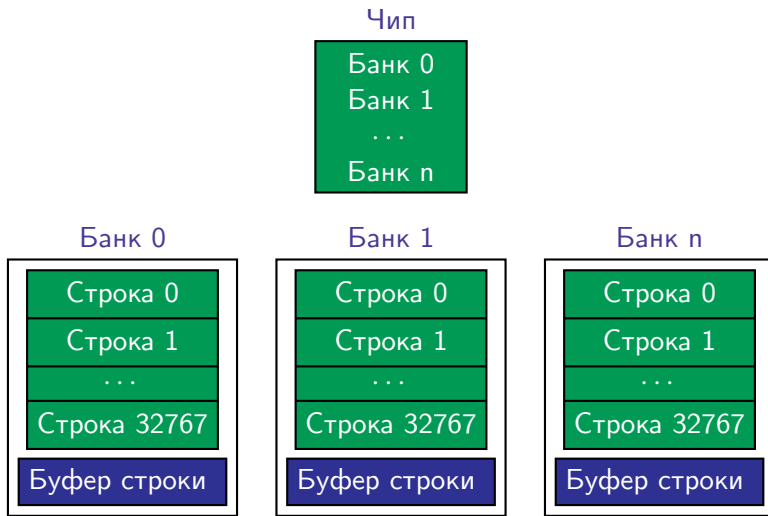 Чип
Банк 0
Банк 1
...
Банк n
Банк 0
Банк 1
Банк n
Строка 0
Строка 0
Строка 0
Строка 1
Строка 1
Строка 1
...
...
...
Строка 32767
Строка 32767
Строка 32767
Буфер строки
Буфер строки
Буфер строки